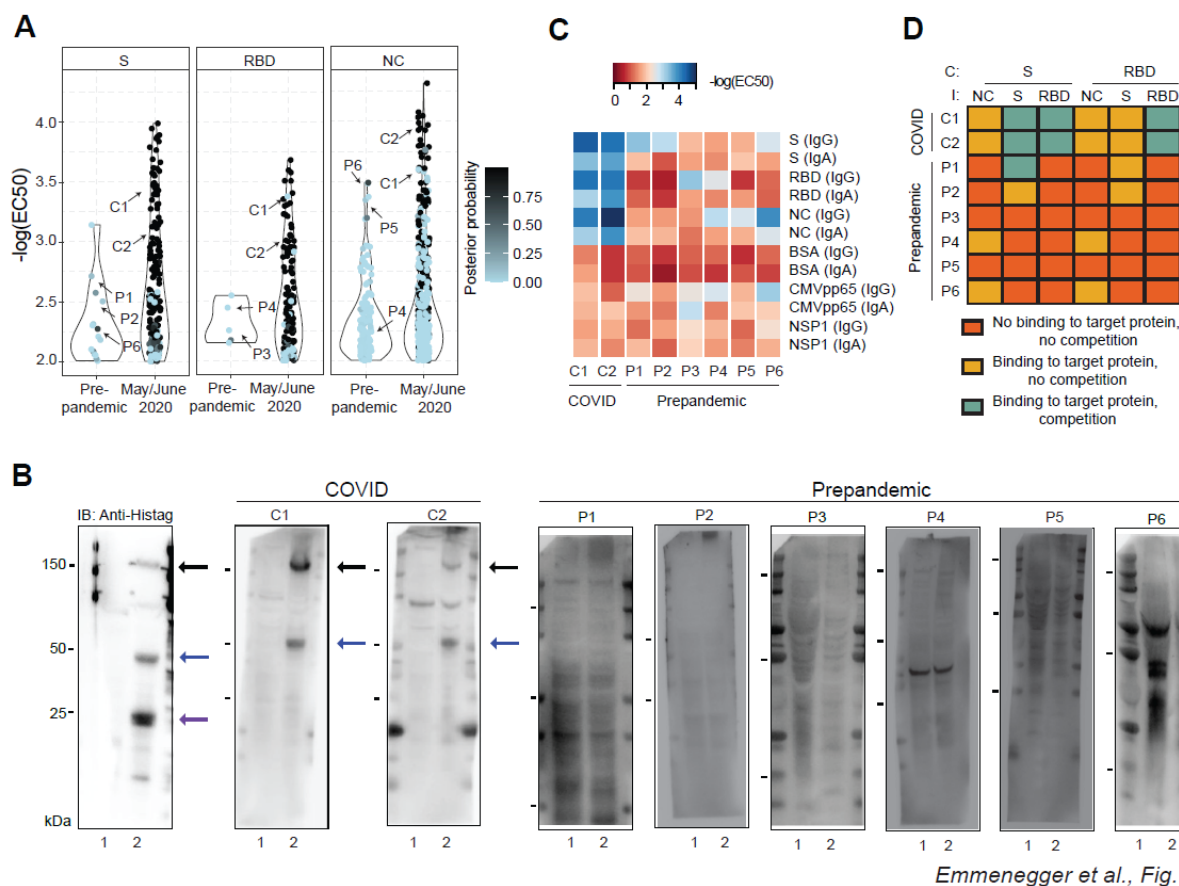 A
S
RBD
NC
-log(EC50)
4.0
3.5
3.0
2.5
2.0
C1
C2
P1
P2
P6
C1
C2
P4
P3
P6
P5
P4
C2
C1
Pre-
pandemic
May/June
2020
Pre-
pandemic
May/June
2020
Pre-
pandemic
May/June
2020
Posterior probability
0.75
0.50
0.25
0.00
C
-log(EC50)
0 2 4
S (IgG)
S (IgA)
RBD (IgG)
RBD (IgA)
NC (IgG)
NC (IgA)
BSA (IgG)
BSA (IgA)
CMVpp65 (IgG)
CMVpp65 (IgA)
NSP1 (IgG)
NSP1 (IgA)
C1 C2 P1 P2 P3 P4 P5 P6
COVID Prepandemic
D
C: S RBD
I: NC S RBD NC S RBD
COVID
C1
C2
Prepandemic
P1
P2
P3
P4
P5
P6
No binding to target protein,
no competition
Binding to target protein,
no competition
Binding to target protein,
competition
B
COVID
Prepandemic
IB: Anti-Histag
C1
C2
P1
P2
P3
P4
P5
P6
150
50
25
kDa
1 2
1 2
1 2
1 2
1 2
1 2
1 2
1 2
1 2
Emmenegger et al., Fig.